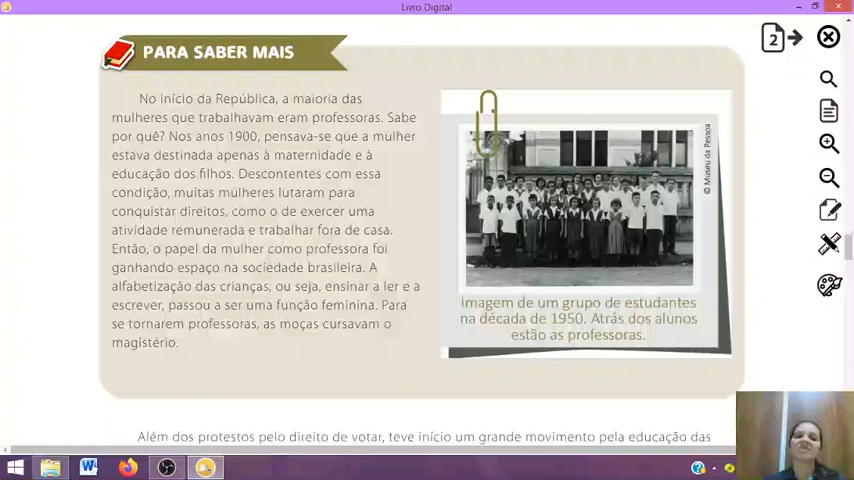 Livro Digital
PARA SABER MAIS
2
No início da República, a maioria das
mulheres que trabalhavam eram professoras. Sabe
por quê? Nos anos 1900, pensava-se que a mulher
estava destinada apenas à maternidade e à
educação dos filhos. Descontentes com essa
condição, muitas mulheres lutaram para
conquistar direitos, como o de exercer uma
atividade remunerada e trabalhar fora de casa.
Então, o papel da mulher como professora foi
ganhando espaço na sociedade brasileira. A
alfabetização das crianças, ou seja, ensinar a ler e a
escrever, passou a ser uma função feminina. Para
se tornarem professoras, as moças cursavam o
magistério.
© Museu da Pessoa
Imagem de um grupo de estudantes
na década de 1950. Atrás dos alunos
estão as professoras.
Além dos protestos pelo direito de votar, teve início um grande movimento pela educação das